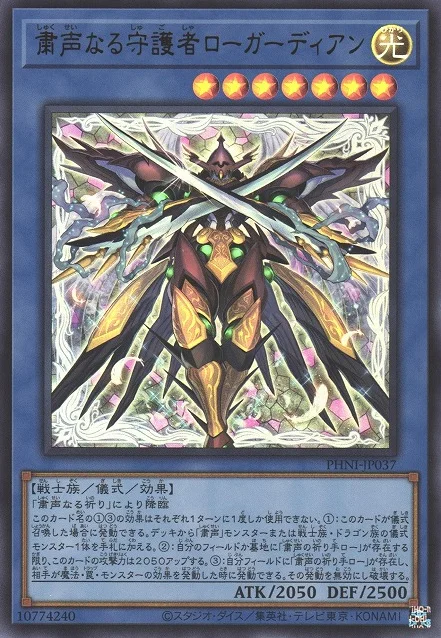 粛声なる守護者ローガーディアン
光
PHNI-JP037
【戦士族/儀式/効果】
「粛声なる祈り」により降臨
このカード名の①③の効果はそれぞれ1ターンに1度しか使用できない。①:このカードが儀式
召喚した場合に発動できる。デッキから「粛声」モンスターまたは戦士族・ドラゴン族の儀式
モンスター1体を手札に加える。②:自分のフィールドか墓地に「粛声の祈り手ロー」が存在する
限り、このカードの攻撃力は2050アップする。③:自分フィールドに「粛声の祈り手ロー」が存在し、
相手が魔法・罠・モンスターの効果を発動した時に発動できる。その発動を無効にし破壊する。
ATK/2050 DEF/2500
10774240
©スタジオ・ダイス/集英社・テレビ東京・KONAMI